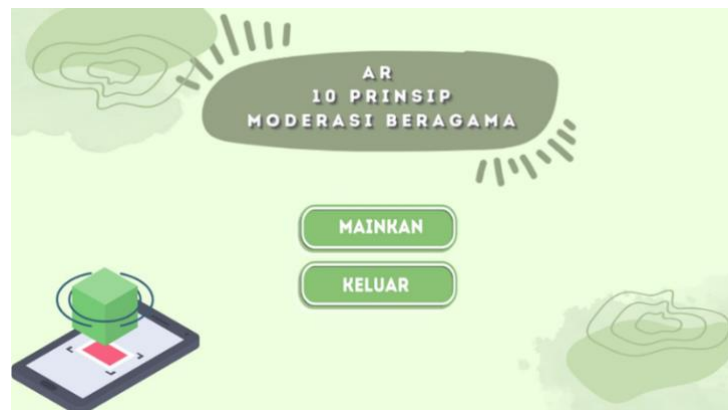 AR
10 PRINSIP
MODERASI BERAGAMA
MAINKAN
KELUAR